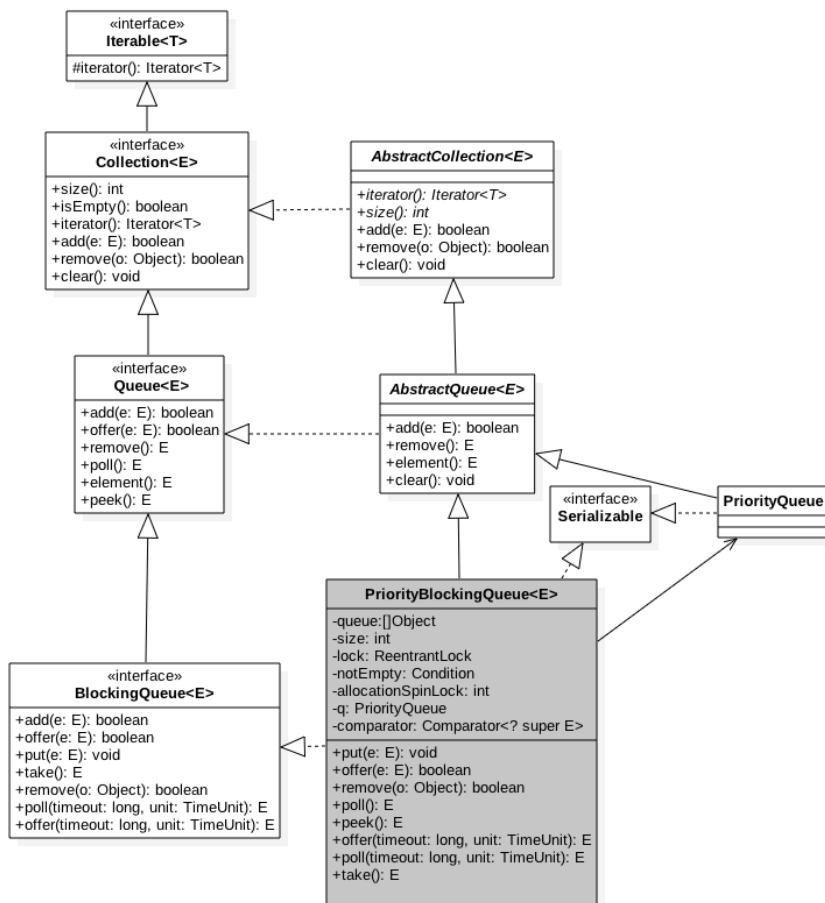 «interface»
Iterable<T>
#iterator(): Iterator<T>
«interface»
Collection<E>
+size(): int
+isEmpty(): boolean
+iterator(): Iterator<T>
+add(e: E): boolean
+remove(o: Object): boolean
+clear(): void
AbstractCollection<E>
+iterator(): Iterator<T>
+size(): int
+add(e: E): boolean
+remove(o: Object): boolean
+clear(): void
«interface»
Queue<E>
+add(e: E): boolean
+offer(e: E): boolean
+remove(): E
+poll(): E
+element(): E
+peek(): E
AbstractQueue<E>
+add(e: E): boolean
+remove(): E
+element(): E
+clear(): void
«interface»
Serializable
PriorityQueue
PriorityBlockingQueue<E>
-queue:[]Object
-size: int
-lock: ReentrantLock
-notEmpty: Condition
-allocationSpinLock: int
-q: PriorityQueue
-comparator: Comparator<? super E>
+put(e: E): void
+offer(e: E): boolean
+remove(o: Object): boolean
+poll(): E
+peek(): E
+offer(timeout: long, unit: TimeUnit): E
+poll(timeout: long, unit: TimeUnit): E
+take(): E
«interface»
BlockingQueue<E>
+add(e: E): boolean
+offer(e: E): boolean
+put(e: E): void
+take(): E
+remove(o: Object): boolean
+poll(timeout: long, unit: TimeUnit): E
+offer(timeout: long, unit: TimeUnit): E